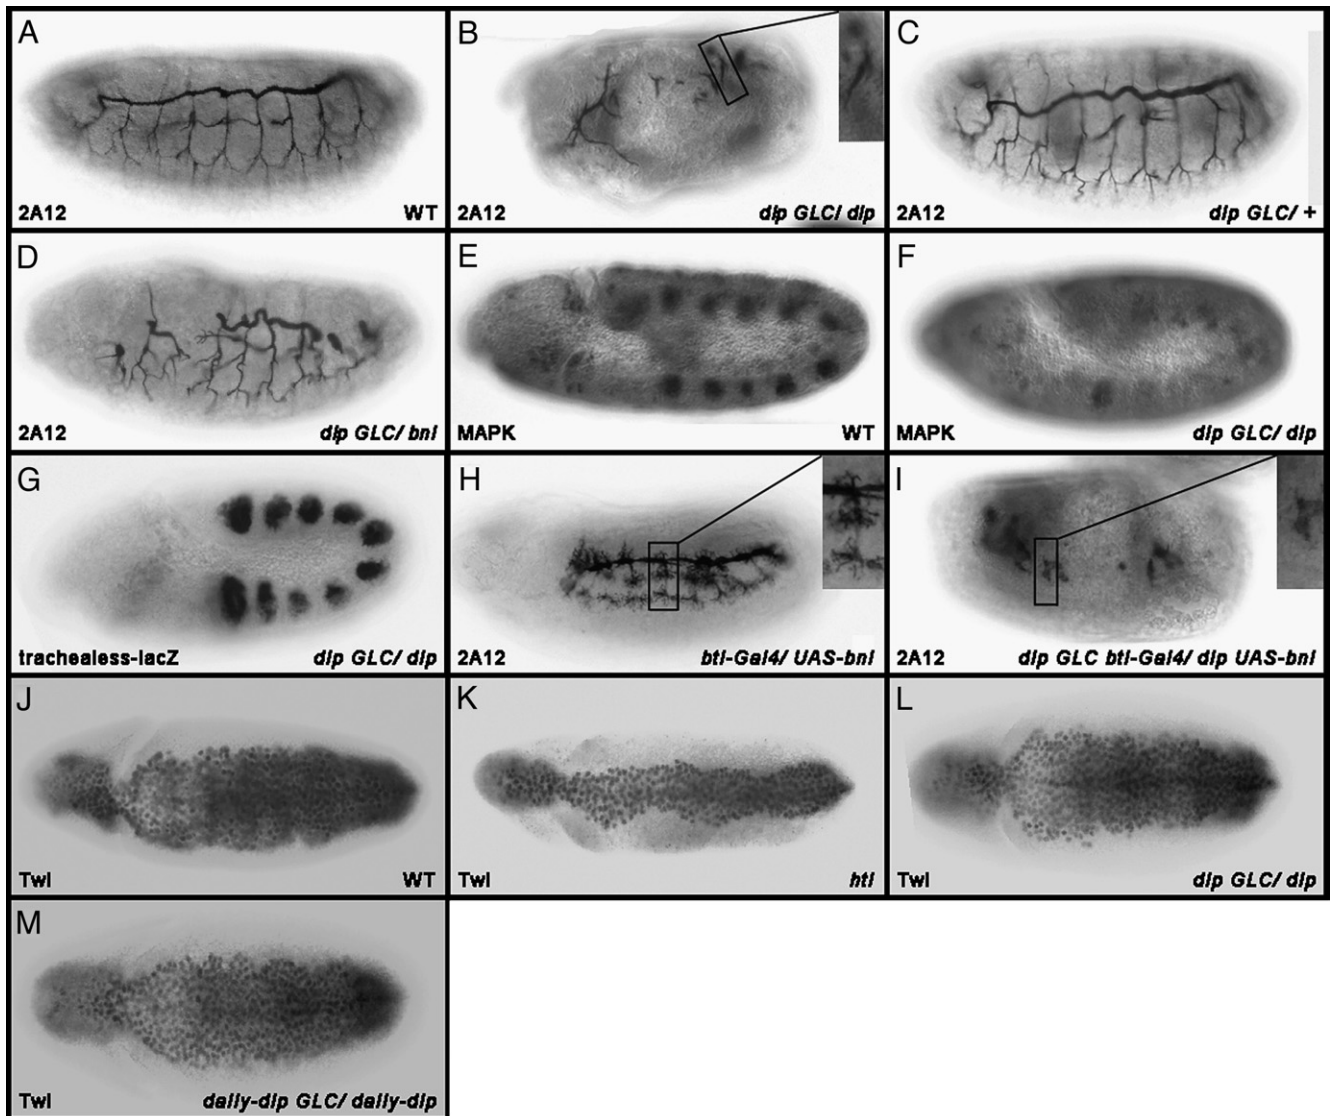 A
2A12 WT
B
2A12 dlp GLC/ dlp
C
2A12 dlp GLC/ +
D
2A12 dlp GLC/ bnl
E
MAPK WT
F
MAPK dlp GLC/ dlp
G
trachealess-lacZ dlp GLC/ dlp
H
2A12 btl-Gal4/ UAS-bnl
I
2A12 dlp GLC btl-Gal4/ dlp UAS-bnl
J
Twi WT
K
Twi htl
L
Twi dlp GLC/ dlp
M
Twi dally-dlp GLC/ dally-dlp